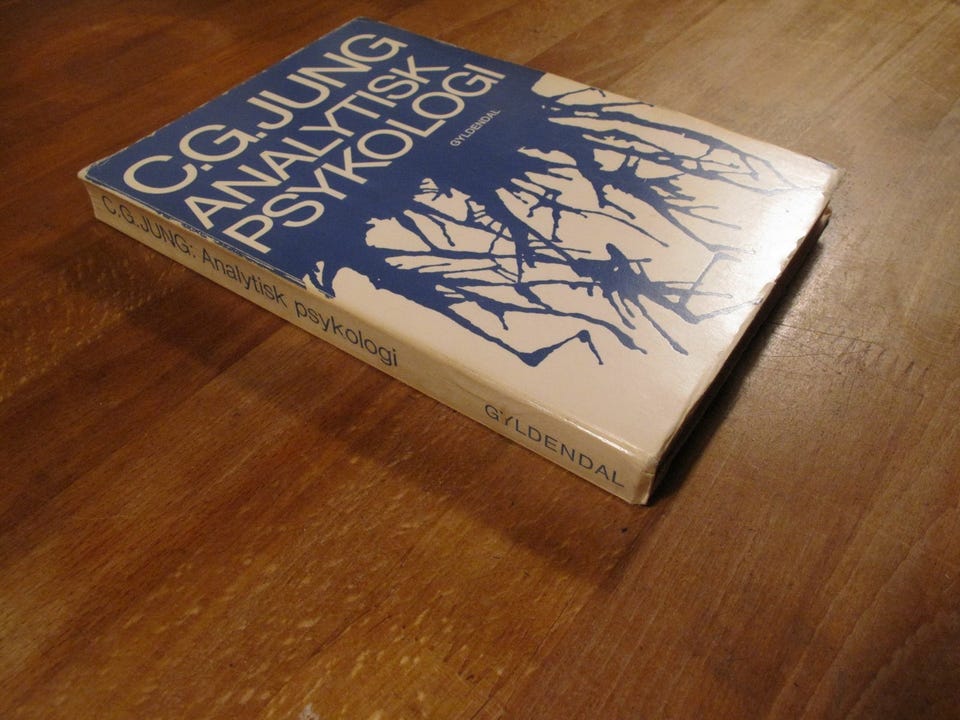 C.G.JUNG
ANALYTISK
PSYKOLOGI
GYLDENDAL
C.G.JUNG: Analytisk psykologi
GYLDENDAL